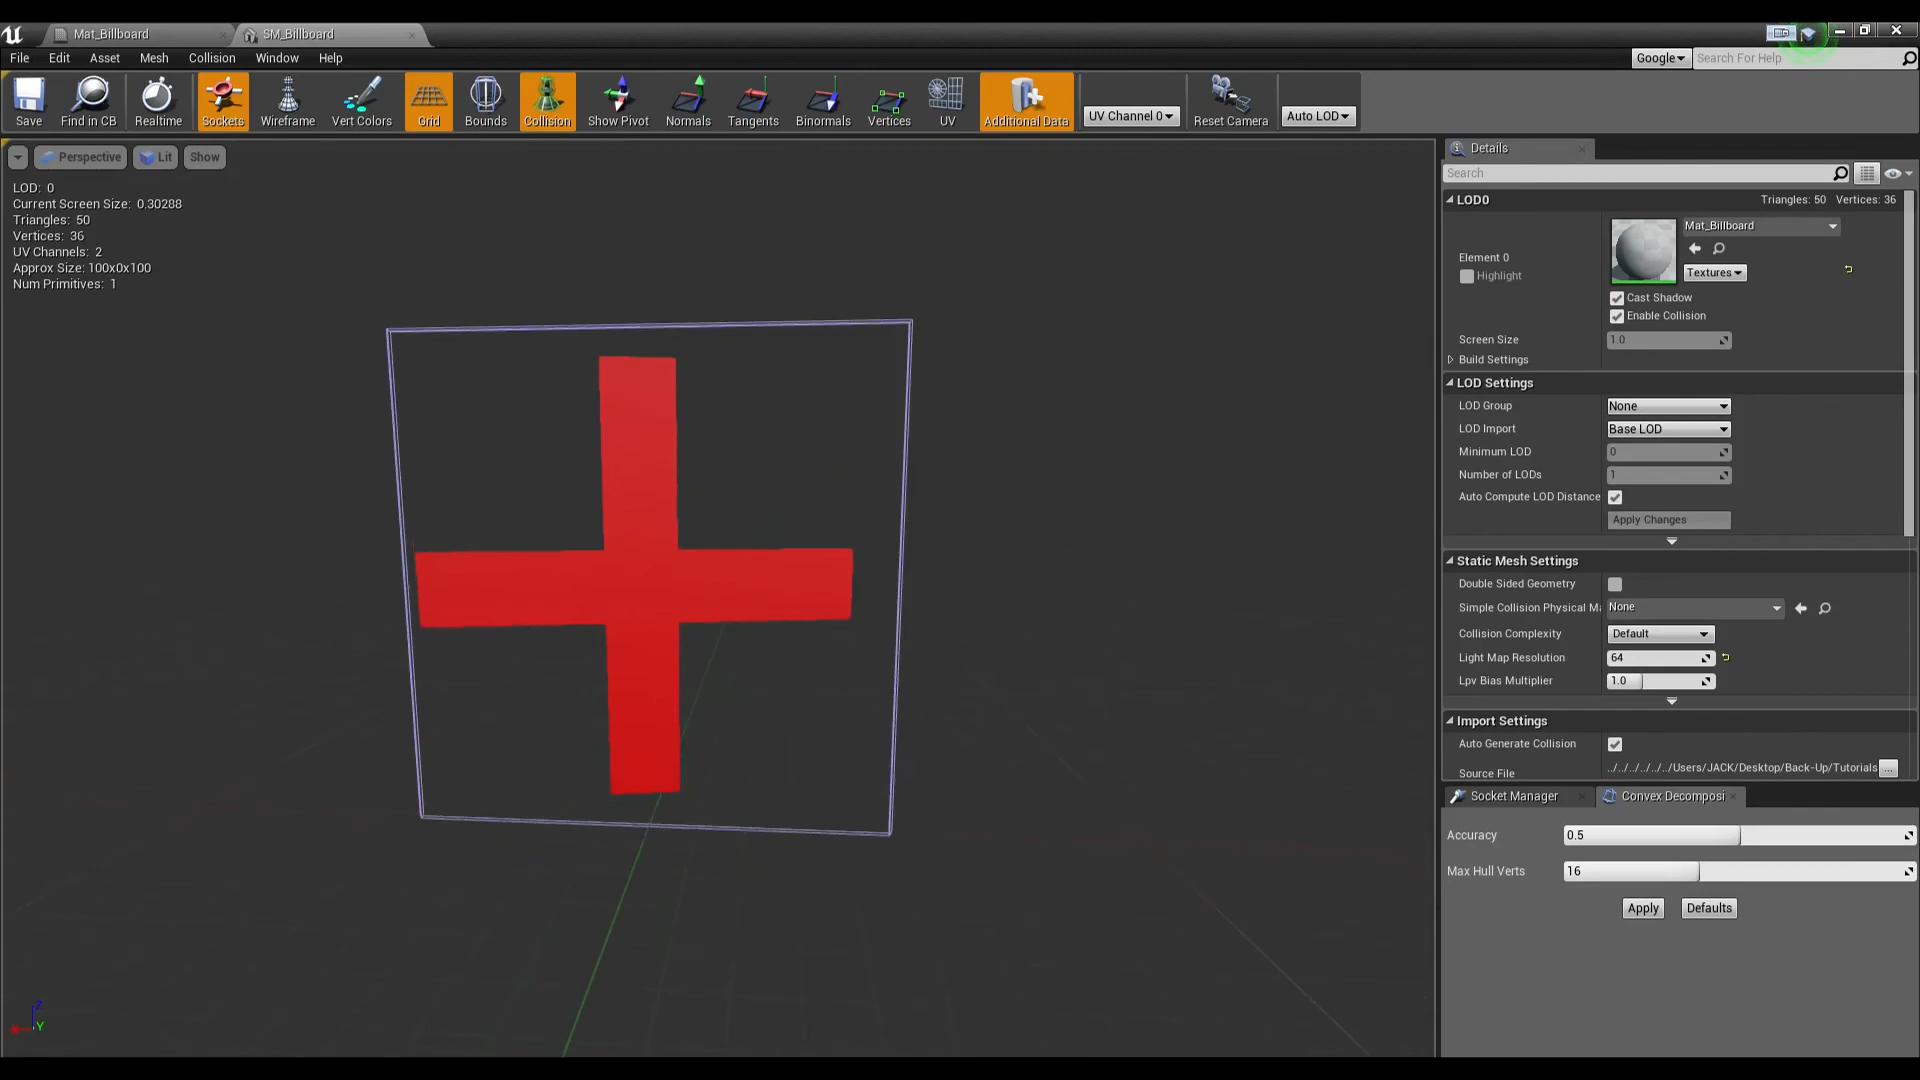 Mat_Billboard
SM_Billboard
File Edit Asset Mesh Collision Window Help
Google
Search For Help
Save
Find in CB
Realtime
Sockets
Wireframe
Vert Colors
Grid
Bounds
Collision
Show Pivot
Normals
Tangents
Binormals
Vertices
UV
Additional Data
UV Channel 0
Reset Camera
Auto LOD
Perspective
Lit
Show
LOD: 0
Current Screen Size: 0.30288
Triangles: 50
Vertices: 36
UV Channels: 2
Approx Size: 100x0x100
Num Primitives: 1
Z
Y
Details
Search
LOD0
Triangles: 50 Vertices: 36
Element 0
Highlight
Mat_Billboard
Textures
Cast Shadow
Enable Collision
Screen Size 1.0
Build Settings
LOD Settings
LOD Group None
LOD Import Base LOD
Minimum LOD 0
Number of LODs 1
Auto Compute LOD Distance
Apply Changes
Static Mesh Settings
Double Sided Geometry
Simple Collision Physical Ma None
Collision Complexity Default
Light Map Resolution 64
Lpv Bias Multiplier 1.0
Import Settings
Auto Generate Collision
Source File ../../../../../../Users/JACK/Desktop/Back-Up/Tutorials ...
Socket Manager
Convex Decomposi
Accuracy 0.5
Max Hull Verts 16
Apply
Defaults